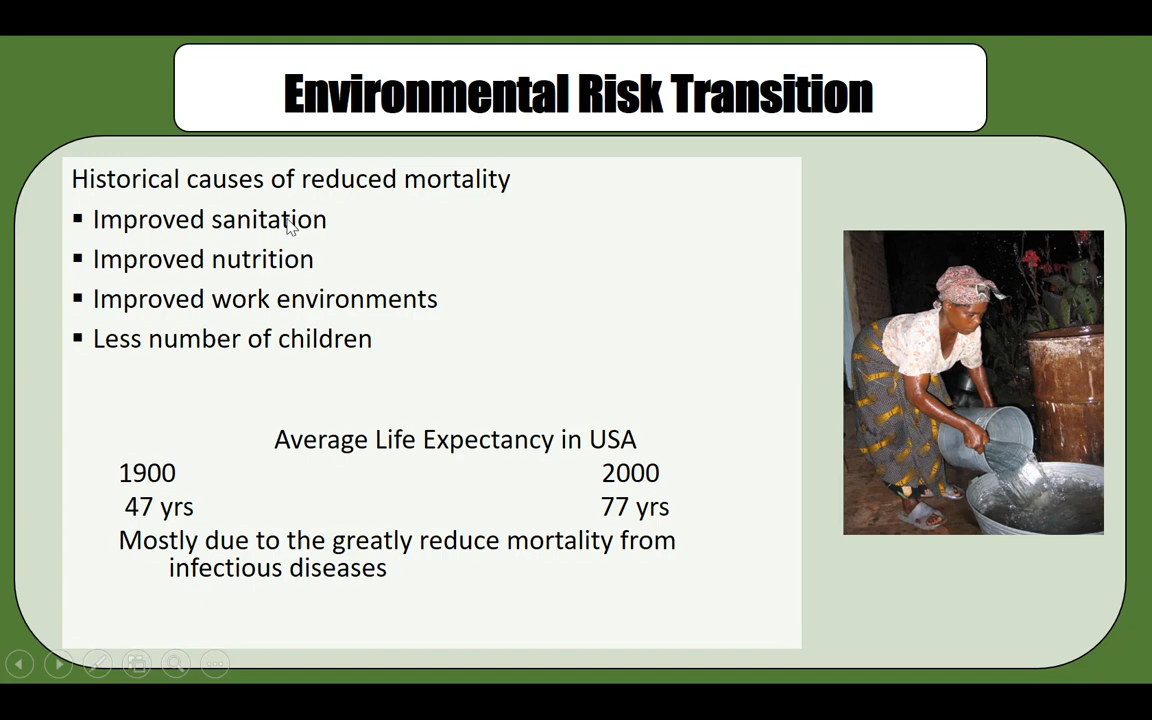 Environmental Risk Transition
Historical causes of reduced mortality
▪ Improved sanitation
▪ Improved nutrition
▪ Improved work environments
▪ Less number of children
Average Life Expectancy in USA
1900 2000
47 yrs 77 yrs
Mostly due to the greatly reduce mortality from
infectious diseases